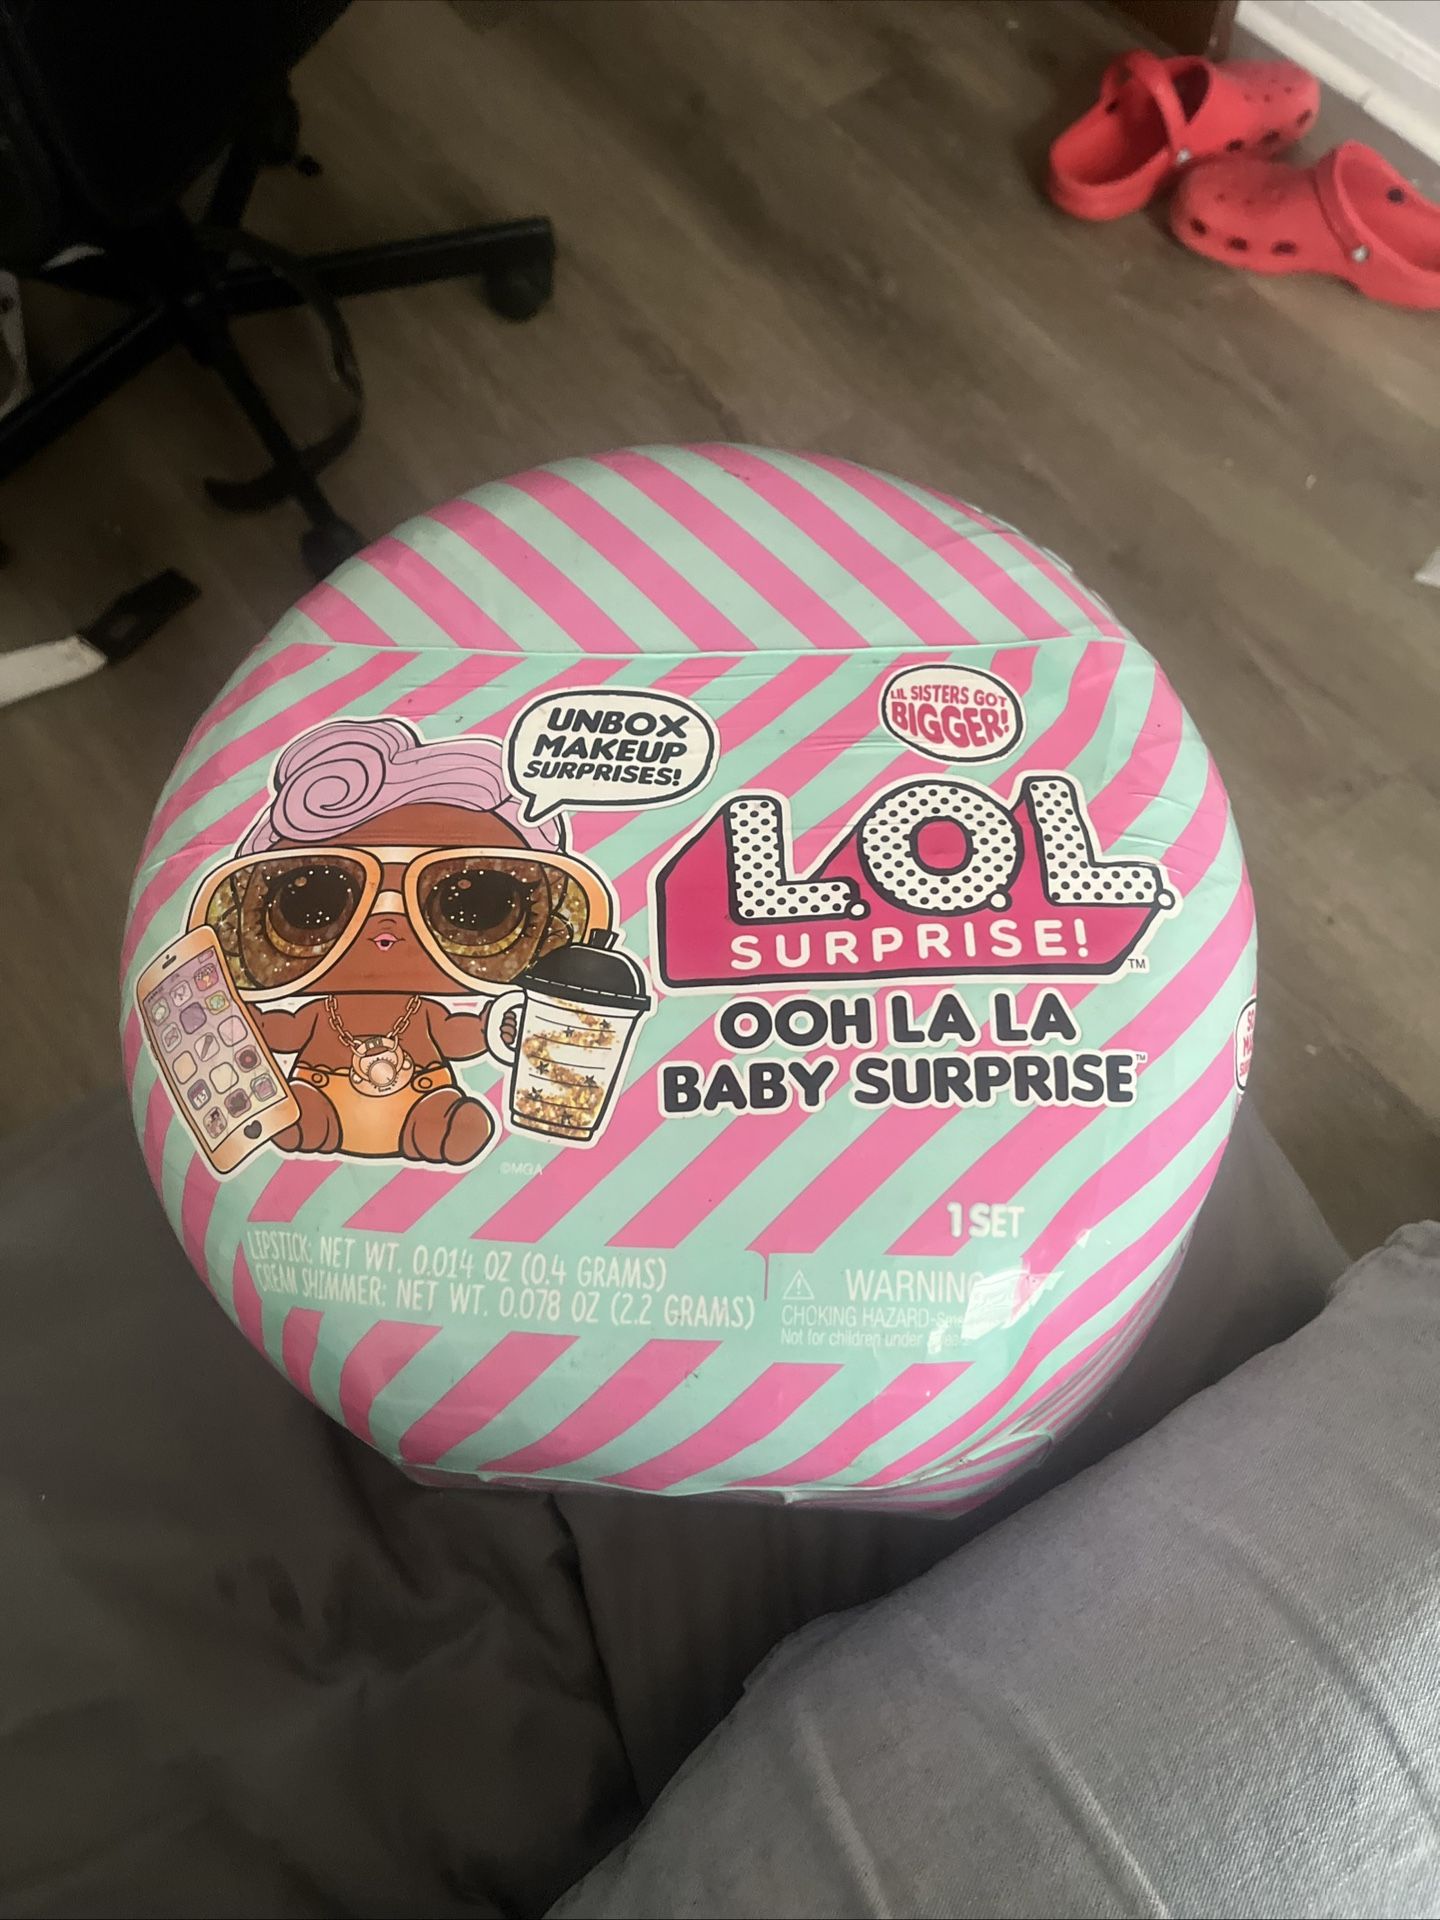 UNBOX
MAKEUP
SURPRISES!
LIL SISTERS GOT
BIGGER!
L.O.L.
SURPRISE!™
OOH LA LA
BABY SURPRISE™
©MGA
1 SET
LIPSTICK: NET WT. 0.014 OZ (0.4 GRAMS)
CREAM SHIMMER: NET WT. 0.078 OZ (2.2 GRAMS)
WARNING
CHOKING HAZARD-
Not for children under